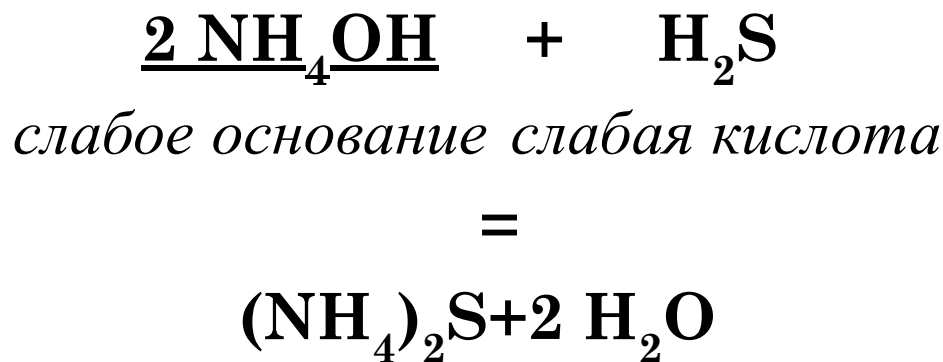 2 NH₄OH + H₂S
слабое основание слабая кислота
=
(NH₄)₂S+2 H₂O